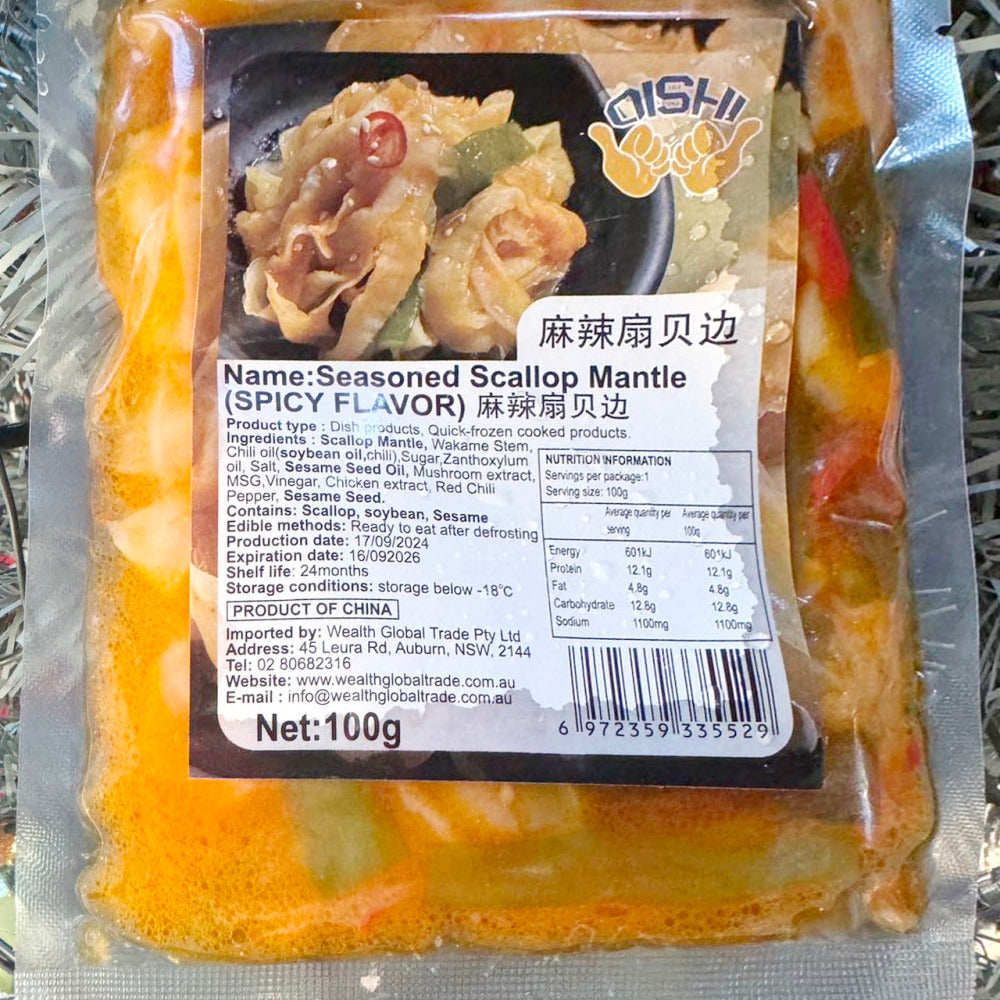 OISHI
麻辣扇贝边
Name:Seasoned Scallop Mantle
(SPICY FLAVOR) 麻辣扇贝边
Product type : Dish products, Quick-frozen cooked products.
Ingredients : Scallop Mantle, Wakame Stem,
Chili oil(soybean oil,chili),Sugar,Zanthoxylum
oil, Salt, Sesame Seed Oil, Mushroom extract,
MSG,Vinegar, Chicken extract, Red Chili
Pepper, Sesame Seed.
Contains: Scallop, soybean, Sesame
Edible methods: Ready to eat after defrosting
Production date: 17/09/2024
Expiration date: 16/092026
Shelf life: 24months
Storage conditions: storage below -18℃
PRODUCT OF CHINA
Imported by: Wealth Global Trade Pty Ltd
Address: 45 Leura Rd, Auburn, NSW, 2144
Tel: 02 80682316
Website: www.wealthglobaltrade.com.au
E-mail : info@wealthglobaltrade.com.au
Net:100g
NUTRITION INFORMATION
Servings per package:1
Serving size: 100g
Average quantity per serving Average quantity per 100g
Energy 601kJ 601kJ
Protein 12.1g 12.1g
Fat 4.8g 4.8g
Carbohydrate 12.8g 12.8g
Sodium 1100mg 1100mg
6 972359 335529